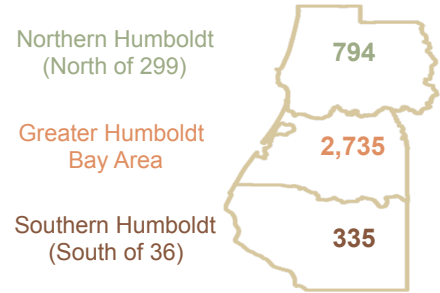 Northern Humboldt
(North of 299)
794
Greater Humboldt
Bay Area
2,735
Southern Humboldt
(South of 36)
335